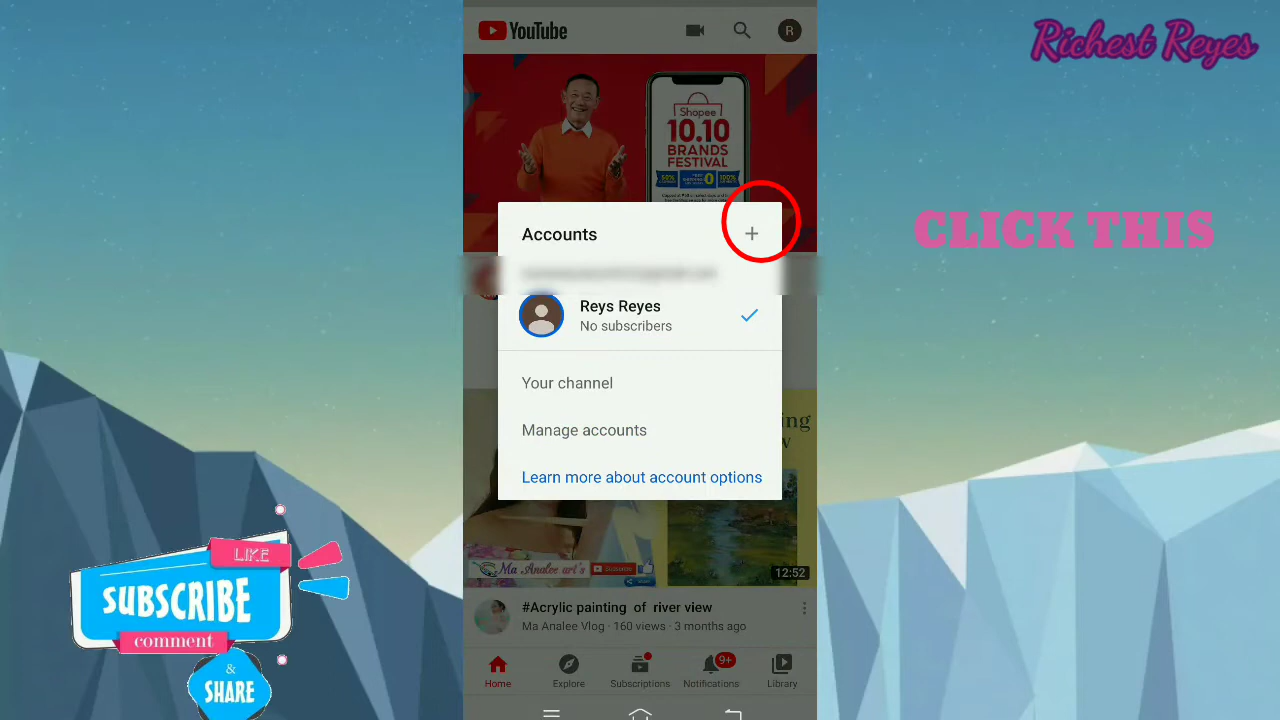 YouTube
R
Richest Reyes
Shopee
10.10
BRANDS
FESTIVAL
CLICK THIS
Accounts
Reys Reyes
No subscribers
Your channel
Manage accounts
Learn more about account options
ing
w
Ma Analee art's
Subscribe
12:52
LIKE
SUBSCRIBE
comment
&
SHARE
#Acrylic painting of river view
Ma Analee Vlog · 160 views · 3 months ago
9+
Home
Explore
Subscriptions
Notifications
Library